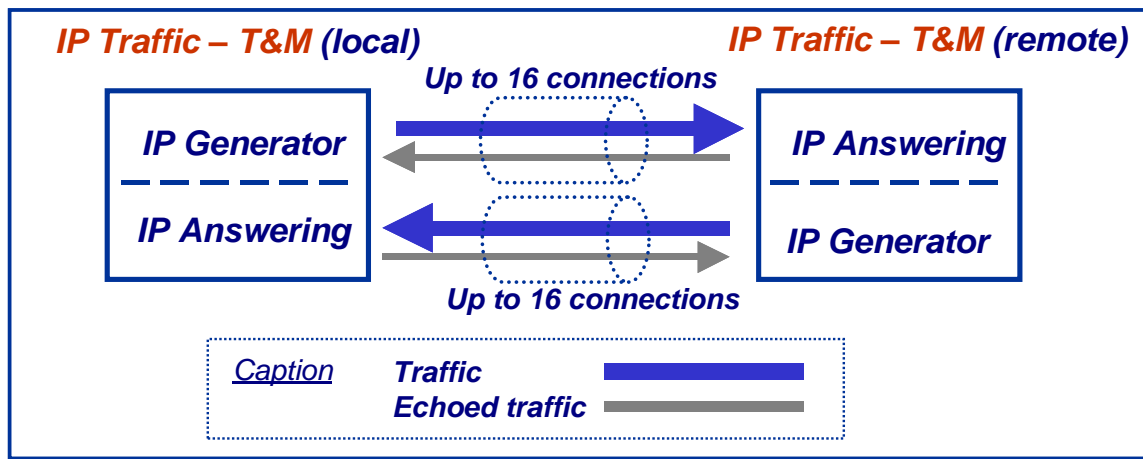 IP Traffic – T&M (local)
IP Traffic – T&M (remote)
Up to 16 connections
IP Generator
IP Answering
IP Answering
IP Generator
Up to 16 connections
Caption
Traffic
Echoed traffic